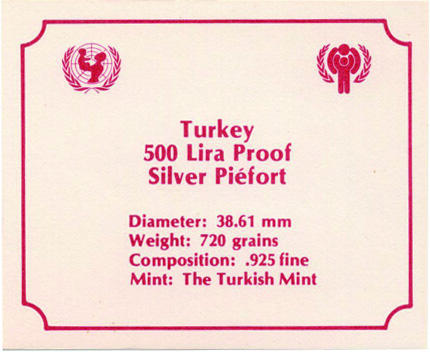 Turkey
500 Lira Proof
Silver Piéfort
Diameter: 38.61 mm
Weight: 720 grains
Composition: .925 fine
Mint: The Turkish Mint